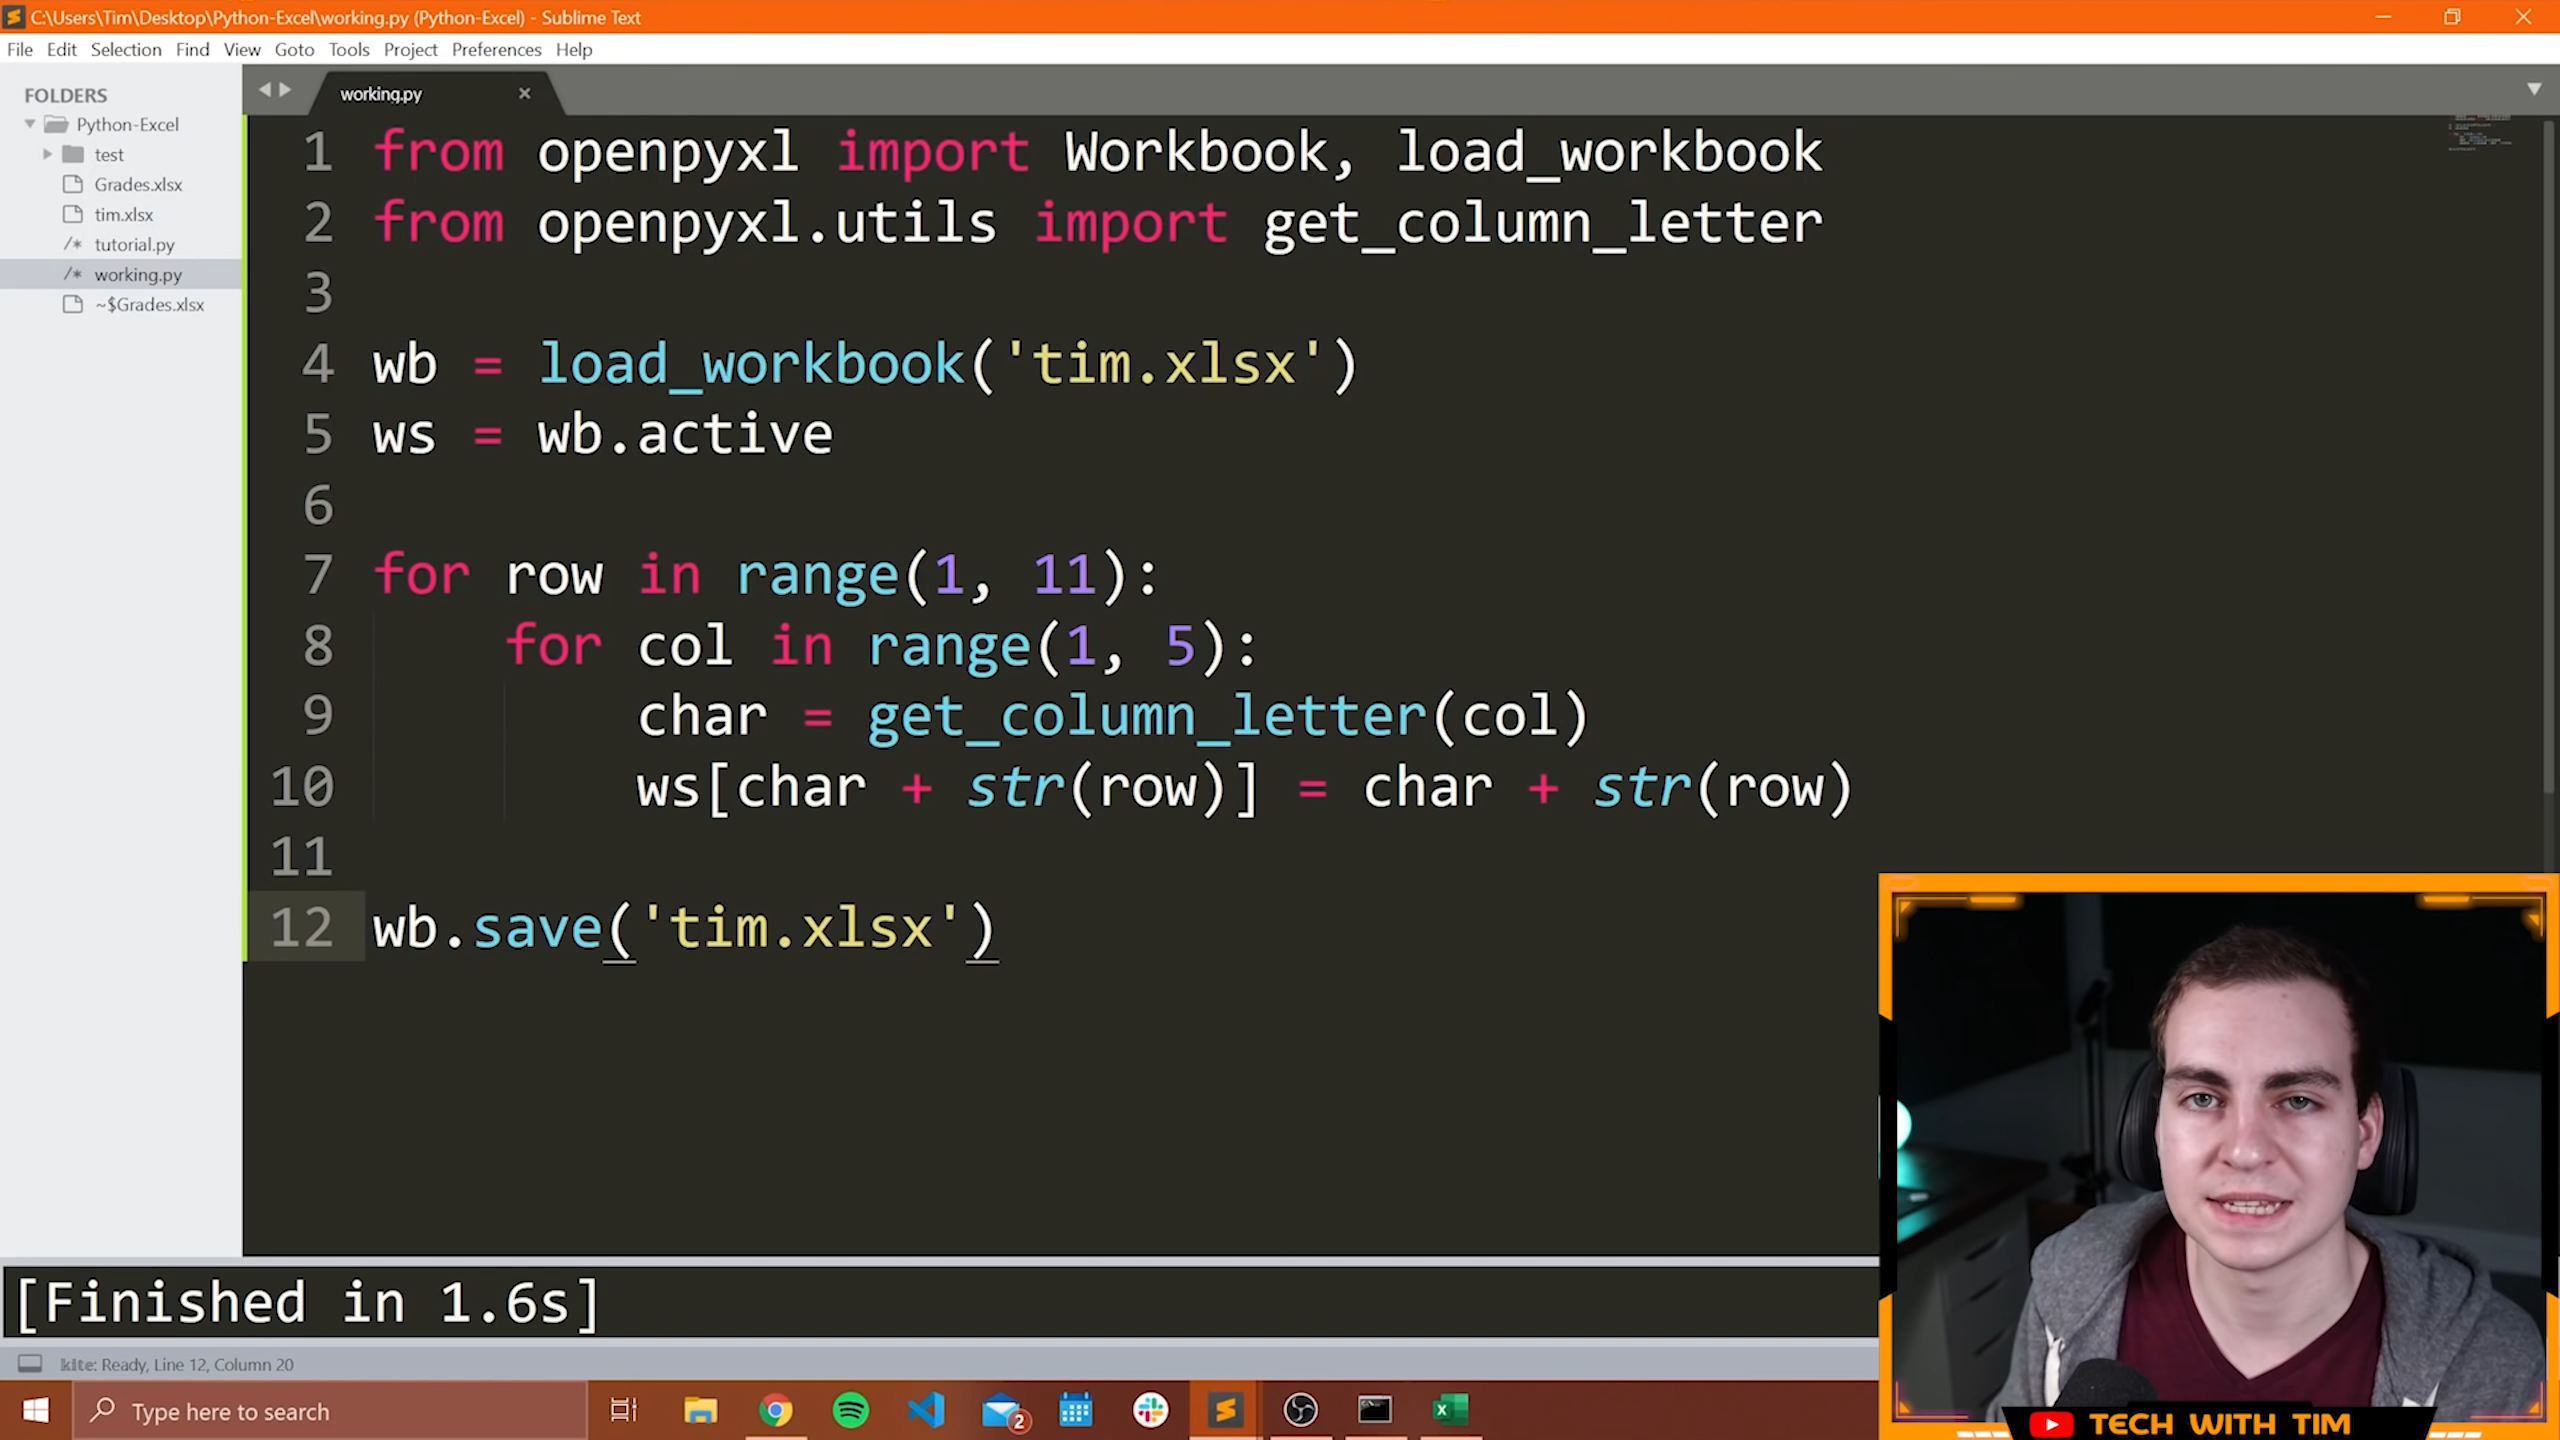 C:\Users\Tim\Desktop\Python-Excel\working.py (Python-Excel) - Sublime Text
File Edit Selection Find View Goto Tools Project Preferences Help
FOLDERS
Python-Excel
test
Grades.xlsx
tim.xlsx
/* tutorial.py
/* working.py
~$Grades.xlsx
working.py
1 from openpyxl import Workbook, load_workbook
2 from openpyxl.utils import get_column_letter
3
4 wb = load_workbook('tim.xlsx')
5 ws = wb.active
6
7 for row in range(1, 11):
8 for col in range(1, 5):
9 char = get_column_letter(col)
10 ws[char + str(row)] = char + str(row)
11
12 wb.save('tim.xlsx')
[Finished in 1.6s]
kite: Ready, Line 12, Column 20
Type here to search
2
TECH WITH TIM